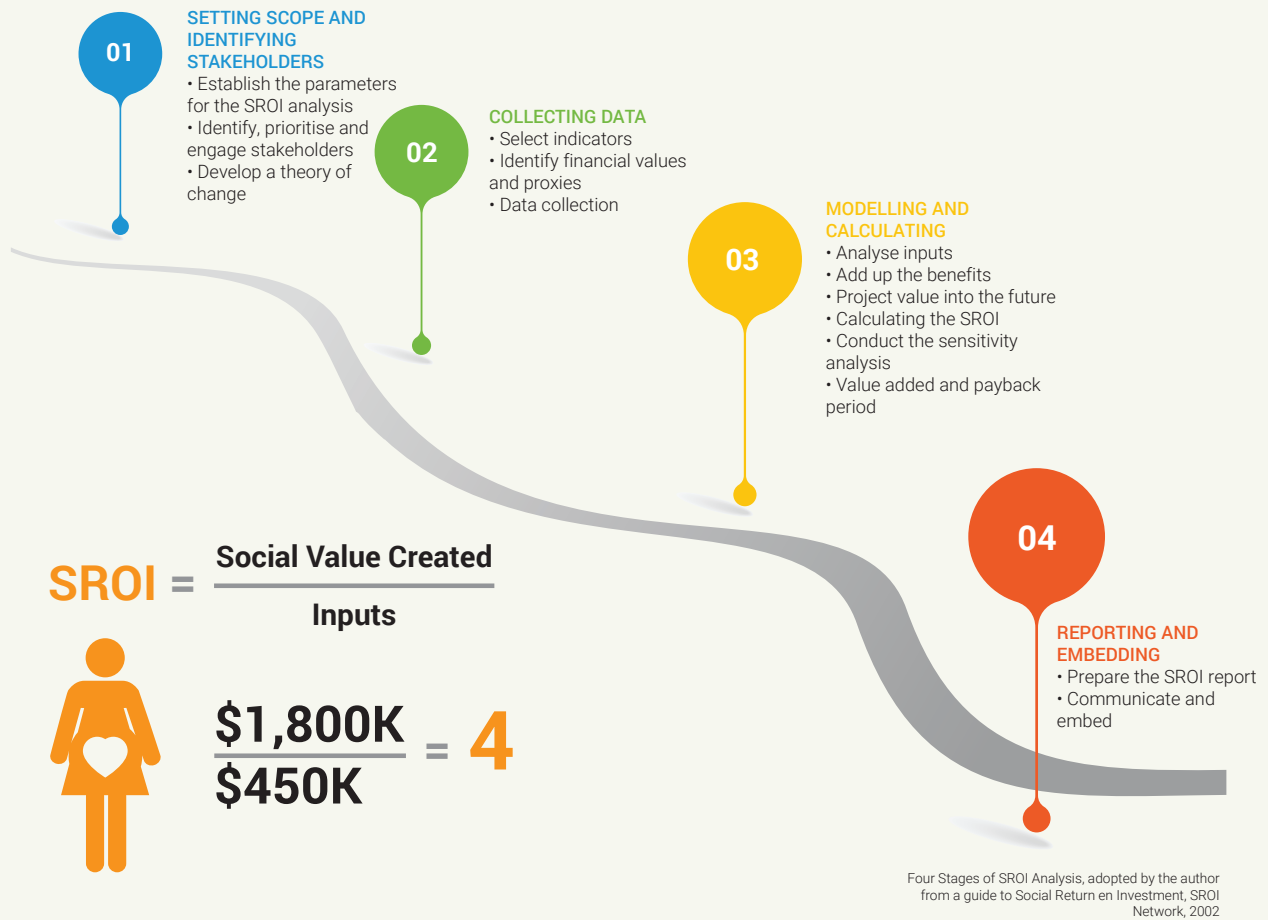 01
SETTING SCOPE AND
IDENTIFYING
STAKEHOLDERS
• Establish the parameters
for the SROI analysis
• Identify, prioritise and
engage stakeholders
• Develop a theory of
change
02
COLLECTING DATA
• Select indicators
• Identify financial values
and proxies
• Data collection
03
MODELLING AND
CALCULATING
• Analyse inputs
• Add up the benefits
• Project value into the future
• Calculating the SROI
• Conduct the sensitivity
analysis
• Value added and payback
period
04
REPORTING AND
EMBEDDING
• Prepare the SROI report
• Communicate and
embed
SROI =
Social Value Created
Inputs
$1,800K
$450K
= 4
Four Stages of SROI Analysis, adopted by the author
from a guide to Social Return en Investment, SROI
Network, 2002